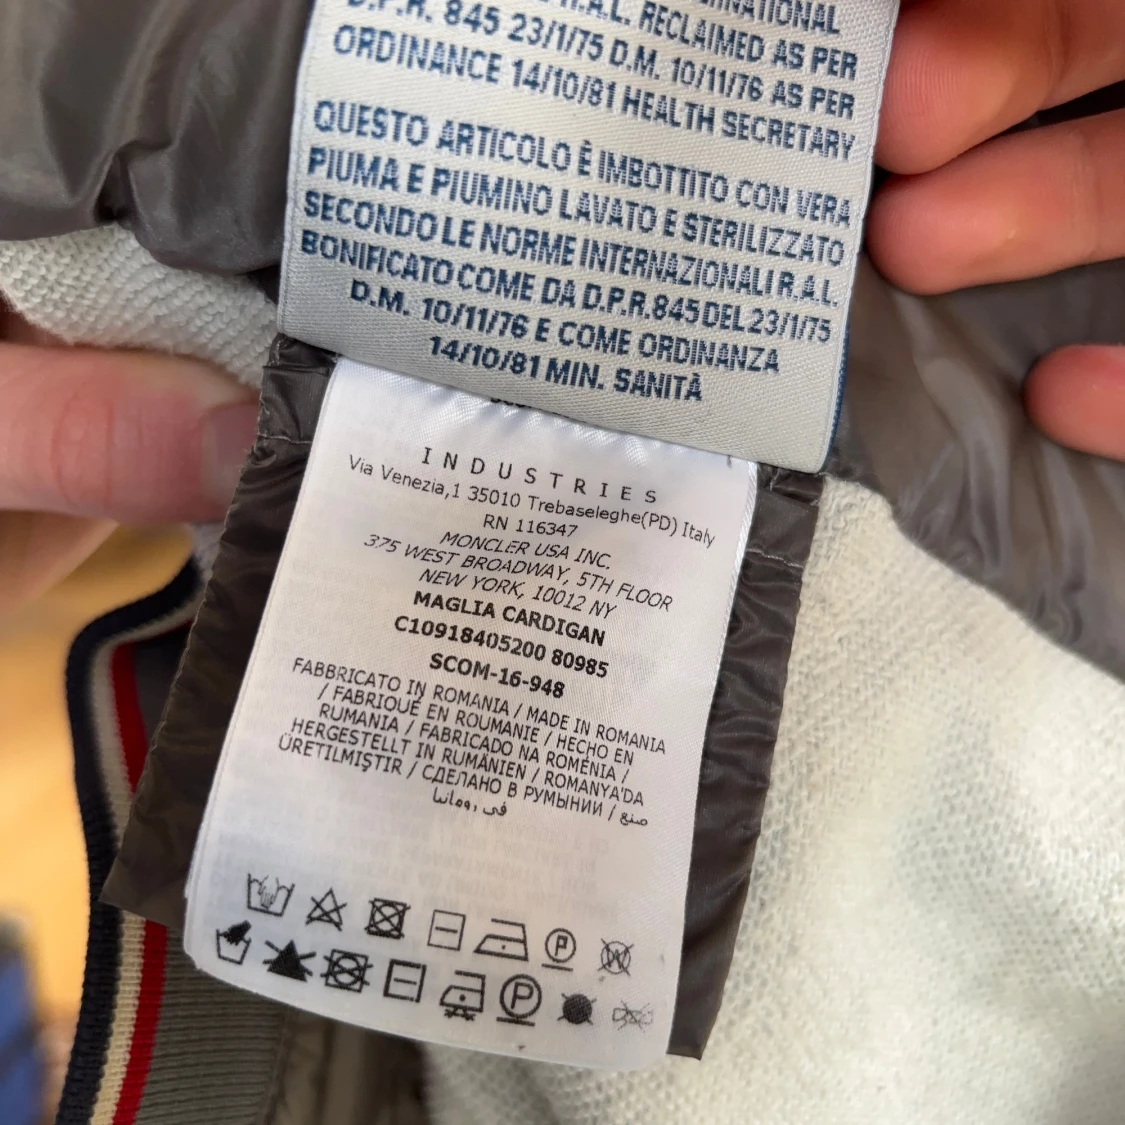 RNATIONAL
R.A.L. RECLAIMED AS PER
D.P.R. 845 23/1/75 D.M. 10/11/76 AS PER
ORDINANCE 14/10/81 HEALTH SECRETARY
QUESTO ARTICOLO È IMBOTTITO CON VERA
PIUMA E PIUMINO LAVATO E STERILIZZATO
SECONDO LE NORME INTERNAZIONALI R.A.L.
BONIFICATO COME DA D.P.R. 845 DEL 23/1/75
D.M. 10/11/76 E COME ORDINANZA
14/10/81 MIN. SANITÀ
INDUSTRIES
Via Venezia,1 35010 Trebaseleghe(PD) Italy
RN 116347
MONCLER USA INC.
375 WEST BROADWAY, 5TH FLOOR
NEW YORK, 10012 NY
MAGLIA CARDIGAN
C10918405200 80985
SCOM-16-948
FABBRICATO IN ROMANIA / MADE IN ROMANIA
/ FABRIQUÉ EN ROUMANIE / HECHO EN
RUMANIA / FABRICADO NA ROMÉNIA /
HERGESTELLT IN RUMÄNIEN / ROMANYA'DA
ÜRETILMIŞTIR / СДЕЛАНО В РУМЫНИИ / صنع
في رومانيا
P
W
P